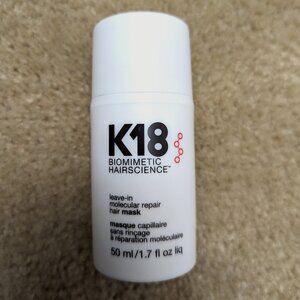 K18
BIOMIMETIC
HAIRSCIENCE™
leave-in
molecular repair
hair mask
masque capillaire
sans rinçage
à réparation moléculaire
50 ml/1.7 fl oz liq